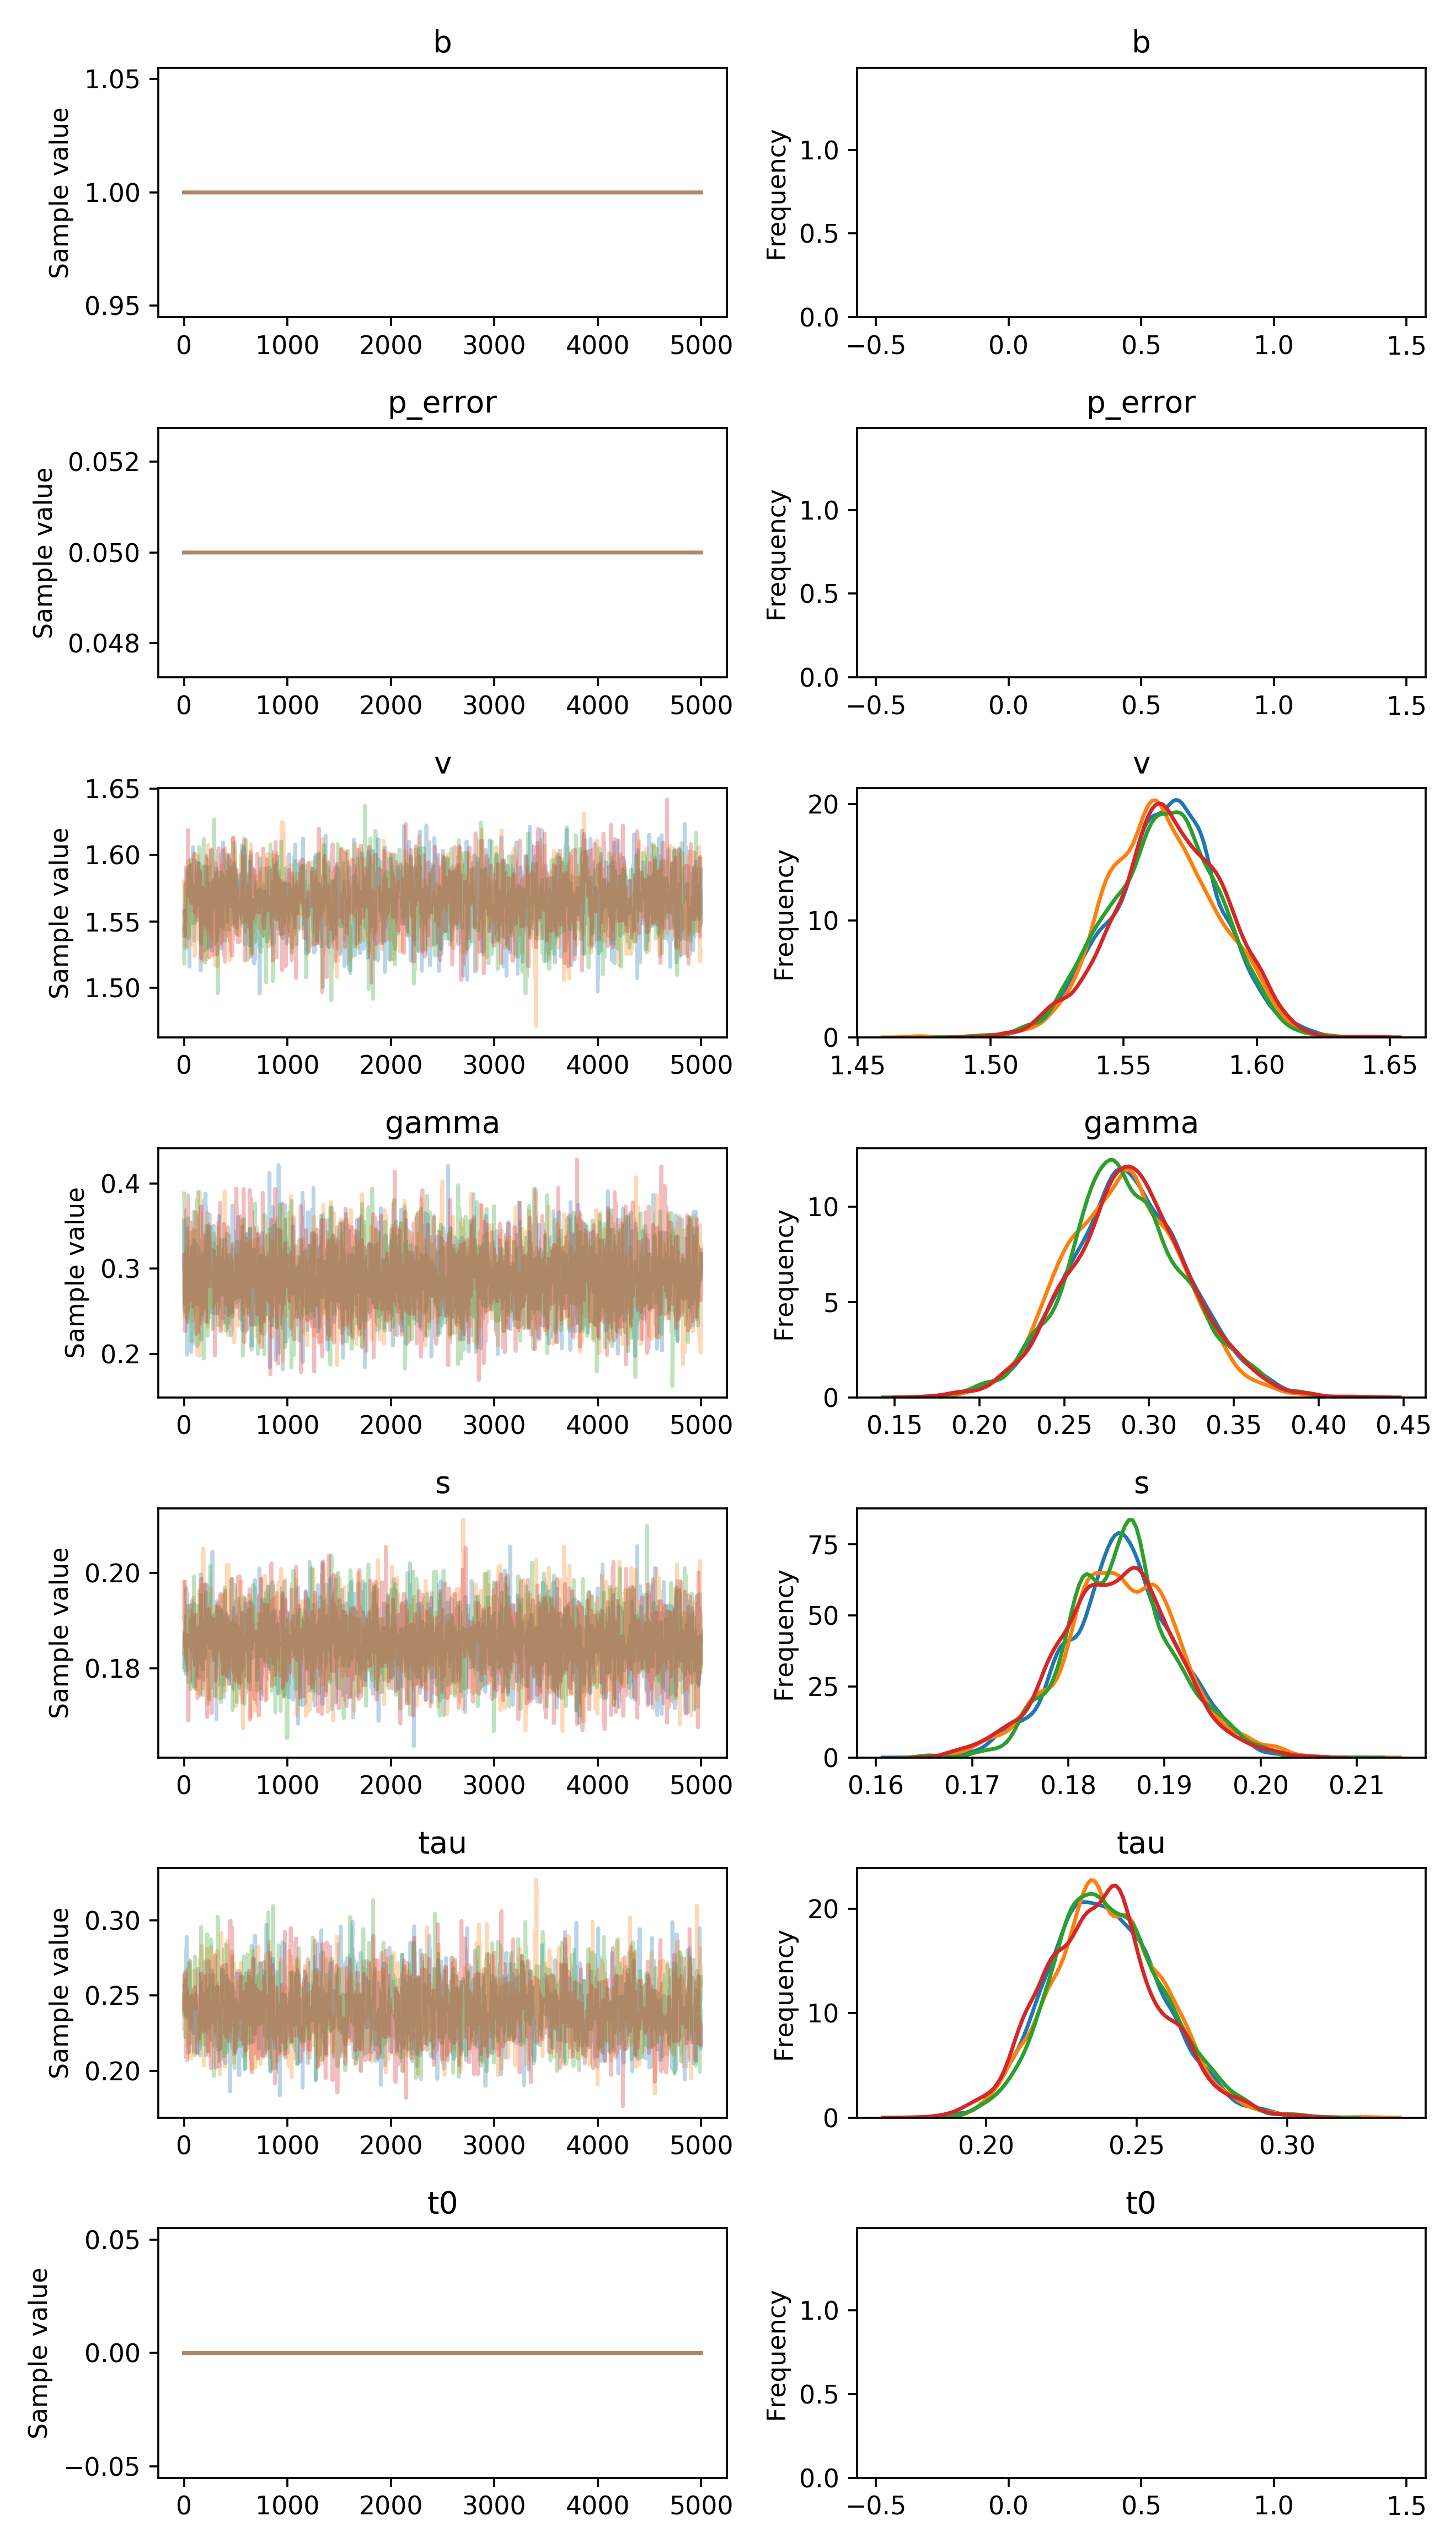 b
b
Sample value
1.05
1.00
0.95
0 1000 2000 3000 4000 5000
Frequency
1.0
0.5
0.0
−0.5 0.0 0.5 1.0 1.5
p_error
p_error
Sample value
0.052
0.050
0.048
0 1000 2000 3000 4000 5000
Frequency
1.0
0.5
0.0
−0.5 0.0 0.5 1.0 1.5
v
v
Sample value
1.65
1.60
1.55
1.50
0 1000 2000 3000 4000 5000
Frequency
20
10
0
1.45 1.50 1.55 1.60 1.65
gamma
gamma
Sample value
0.4
0.3
0.2
0 1000 2000 3000 4000 5000
Frequency
10
5
0
0.15 0.20 0.25 0.30 0.35 0.40 0.45
s
s
Sample value
0.20
0.18
0 1000 2000 3000 4000 5000
Frequency
75
50
25
0
0.16 0.17 0.18 0.19 0.20 0.21
tau
tau
Sample value
0.30
0.25
0.20
0 1000 2000 3000 4000 5000
Frequency
20
10
0
0.20 0.25 0.30
t0
t0
Sample value
0.05
0.00
−0.05
0 1000 2000 3000 4000 5000
Frequency
1.0
0.5
0.0
−0.5 0.0 0.5 1.0 1.5